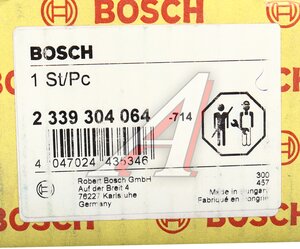 BOSCH
BOSCH
1 St/Pc
2 339 304 064 -714
4 047024 435346
Robert Bosch GmbH
Auf der Breit 4
76227 Karlsruhe
Germany
300
457
Made in Hungary
Fabriqué en Hongrie
BOSCH